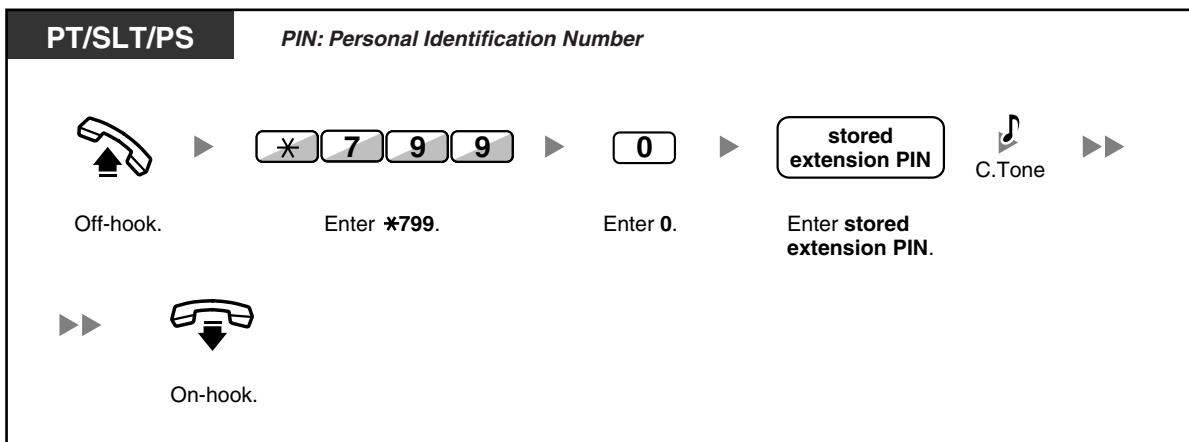 PT/SLT/PS PIN: Personal Identification Number
* 7 9 9 0 stored
extension PIN C.Tone
Off-hook. Enter *799. Enter 0. Enter stored
extension PIN.
On-hook.